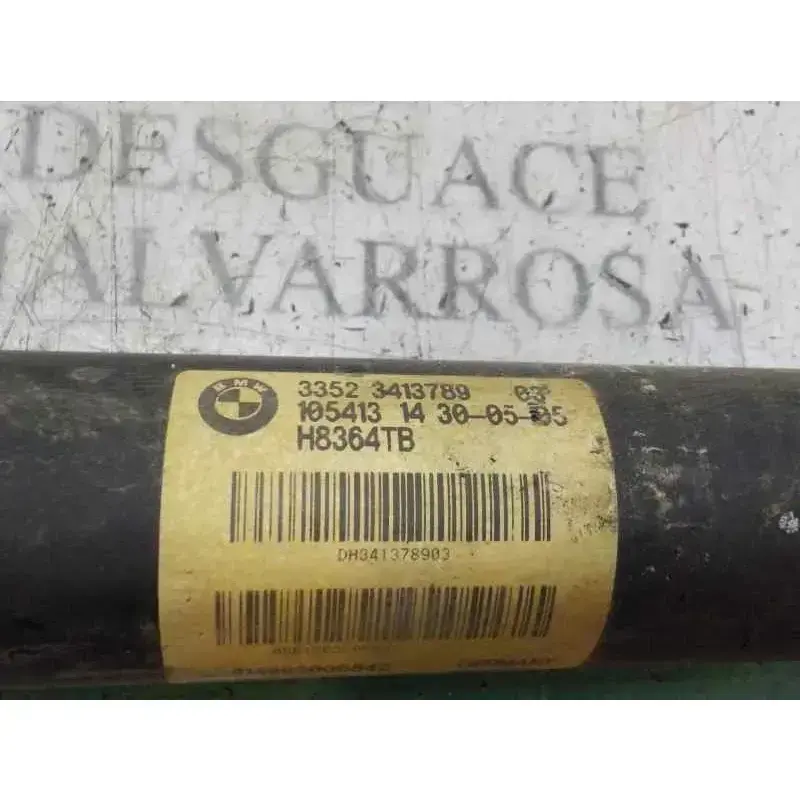 DESGUACE
MALVARROSA
BMW
3352 3413789 03
105413 14 30-05-05
H8364TB
DH341378903